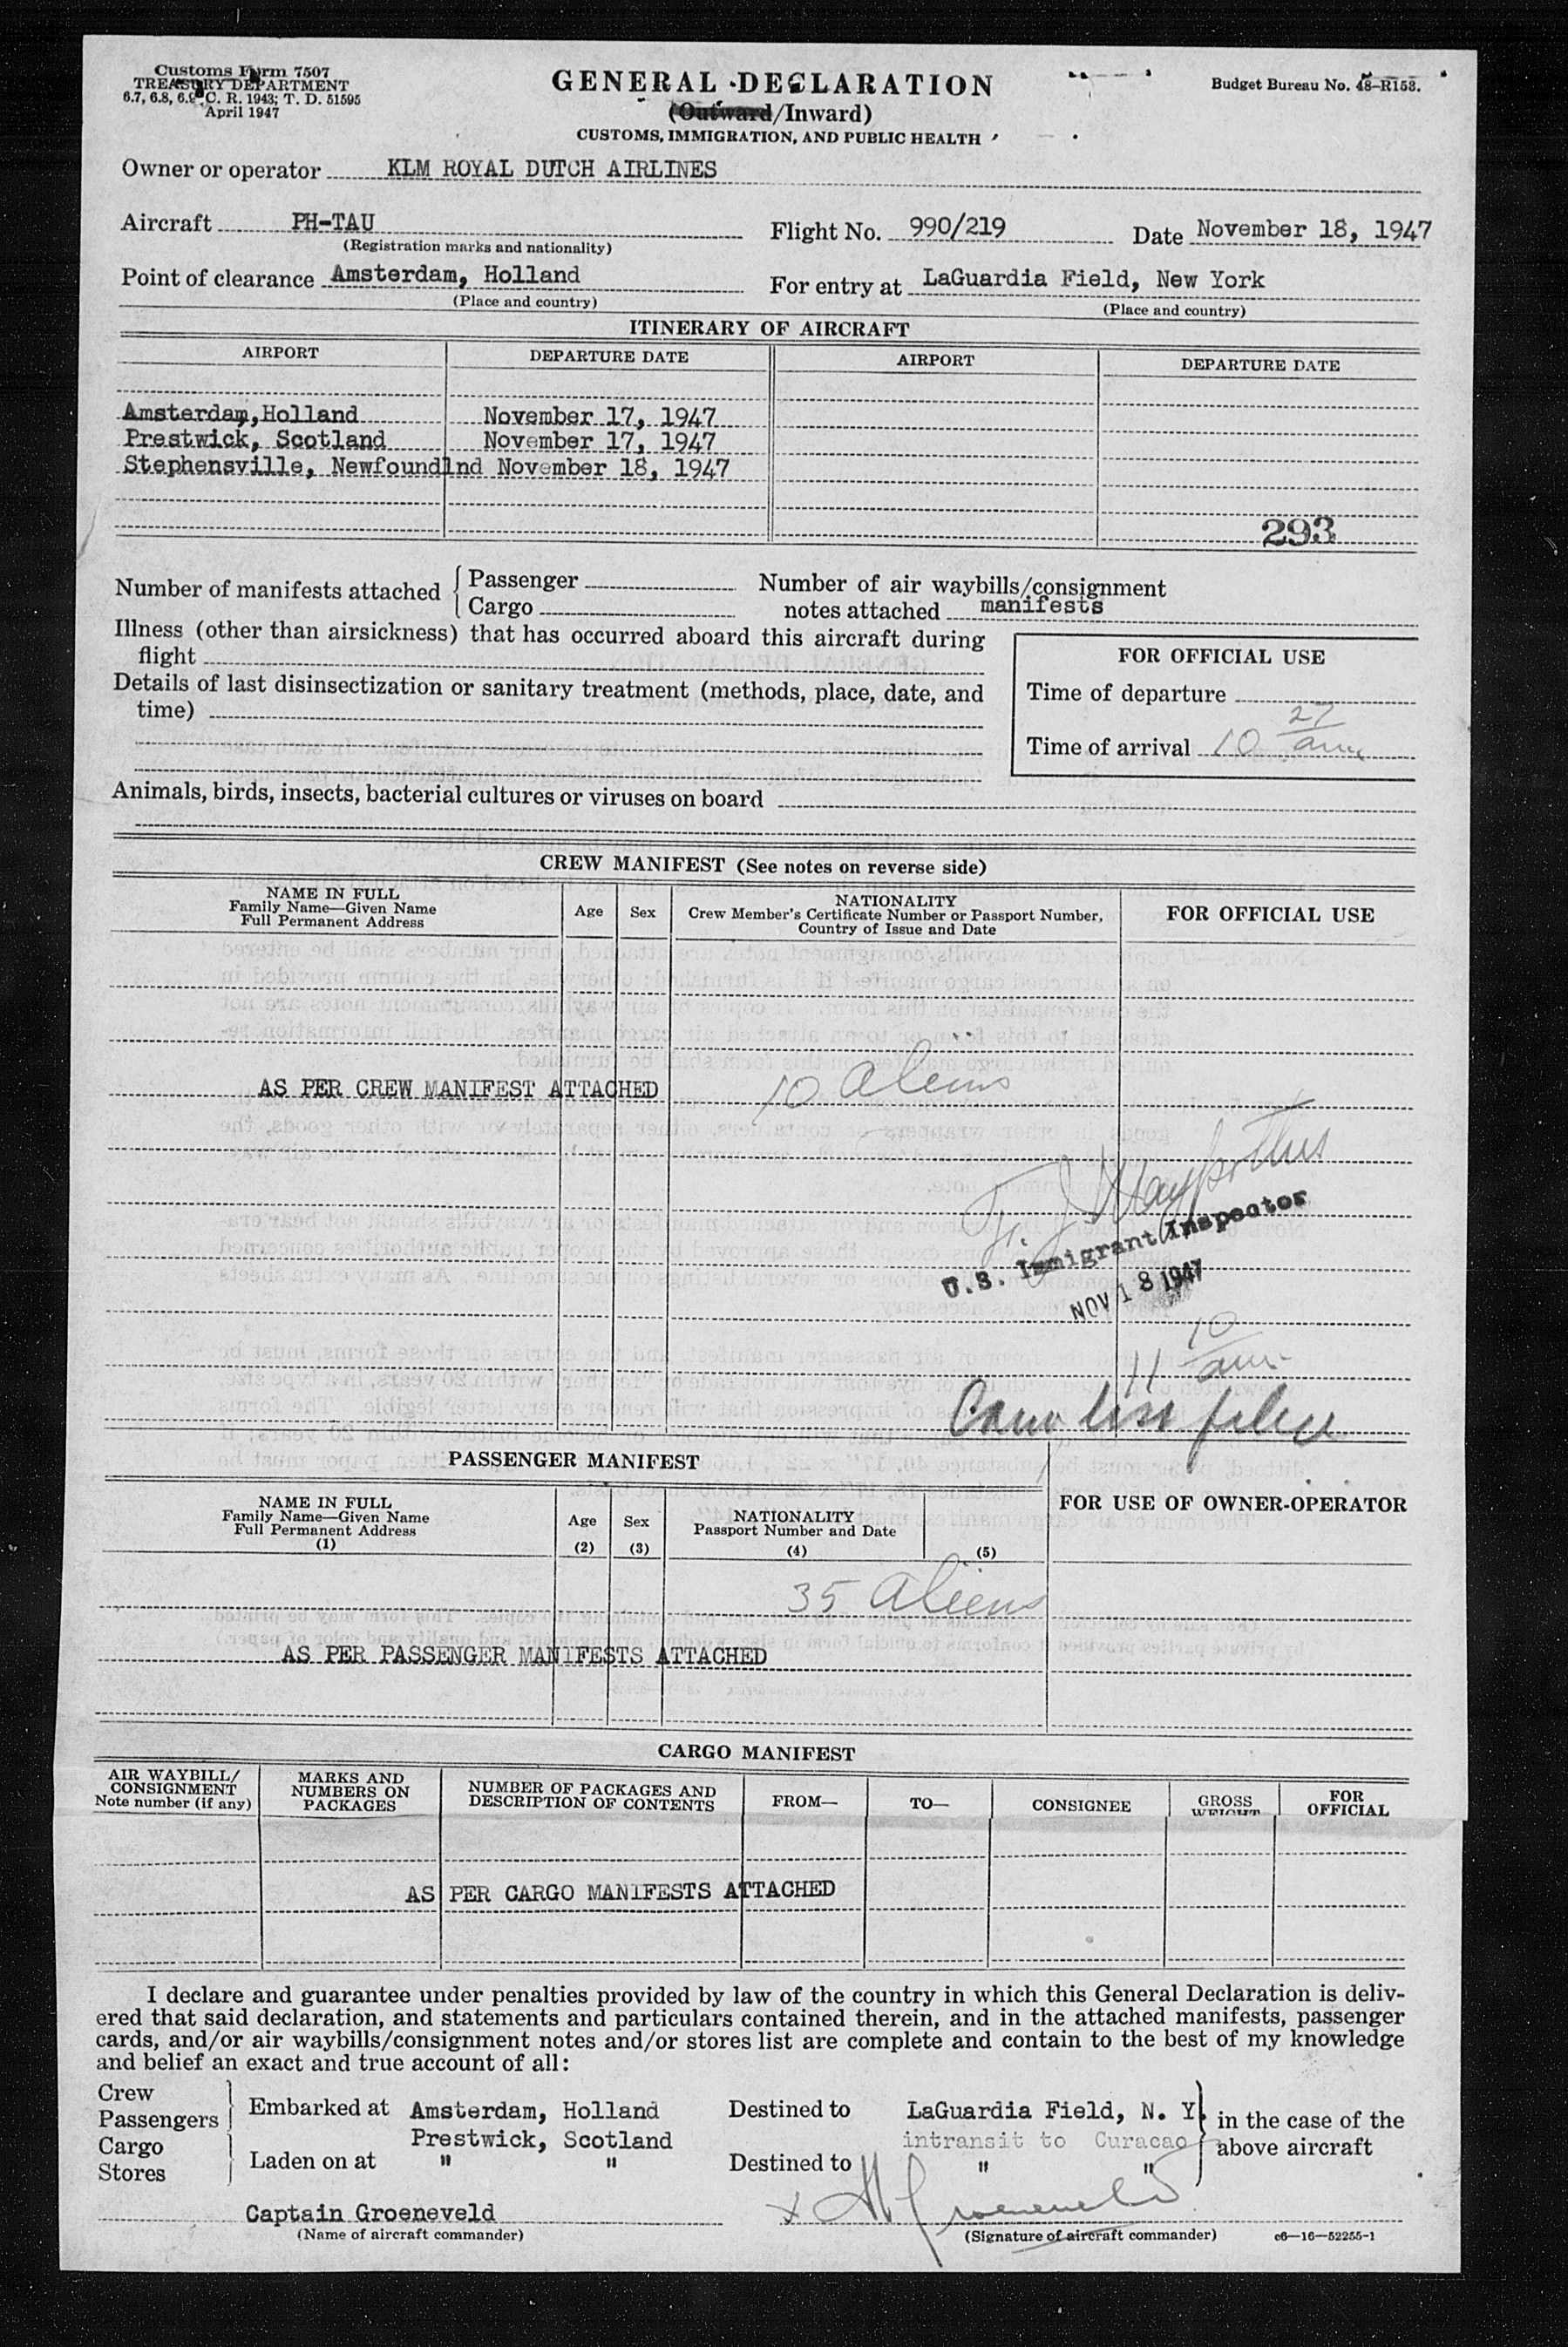 Customs Form 7507
TREASURY DEPARTMENT
6.7, 6.8, 6.9 C. R. 1943; T. D. 51595
April 1947
GENERAL DECLARATION
(Outward/Inward)
CUSTOMS, IMMIGRATION, AND PUBLIC HEALTH
Budget Bureau No. 48-R153.
Owner or operator KLM ROYAL DUTCH AIRLINES
Aircraft PH-TAU Flight No. 990/219 Date November 18, 1947
(Registration marks and nationality)
Point of clearance Amsterdam, Holland For entry at LaGuardia Field, New York
(Place and country) (Place and country)
ITINERARY OF AIRCRAFT
AIRPORT DEPARTURE DATE AIRPORT DEPARTURE DATE
Amsterdam,Holland November 17, 1947
Prestwick, Scotland November 17, 1947
Stephensville, Newfoundlnd November 18, 1947
293
Number of manifests attached { Passenger Number of air waybills/consignment
Cargo notes attached manifests
Illness (other than airsickness) that has occurred aboard this aircraft during
flight
Details of last disinsectization or sanitary treatment (methods, place, date, and
time)
FOR OFFICIAL USE
Time of departure
Time of arrival 10 27/am
Animals, birds, insects, bacterial cultures or viruses on board
CREW MANIFEST (See notes on reverse side)
NAME IN FULL
Family Name—Given Name
Full Permanent Address
Age
Sex
NATIONALITY
Crew Member's Certificate Number or Passport Number,
Country of Issue and Date
FOR OFFICIAL USE
AS PER CREW MANIFEST ATTACHED 10 aliens
U.S. Immigrant Inspector
NOV 18 1947
11 10/am
PASSENGER MANIFEST
NAME IN FULL
Family Name—Given Name
Full Permanent Address
(1)
Age
(2)
Sex
(3)
NATIONALITY
Passport Number and Date
(4) (5)
FOR USE OF OWNER-OPERATOR
35 aliens
AS PER PASSENGER MANIFESTS ATTACHED
CARGO MANIFEST
AIR WAYBILL/
CONSIGNMENT
Note number (if any)
MARKS AND
NUMBERS ON
PACKAGES
NUMBER OF PACKAGES AND
DESCRIPTION OF CONTENTS
FROM—
TO—
CONSIGNEE
GROSS
WEIGHT
FOR
OFFICIAL
AS PER CARGO MANIFESTS ATTACHED
I declare and guarantee under penalties provided by law of the country in which this General Declaration is deliv-
ered that said declaration, and statements and particulars contained therein, and in the attached manifests, passenger
cards, and/or air waybills/consignment notes and/or stores list are complete and contain to the best of my knowledge
and belief an exact and true account of all:
Crew
Passengers
Cargo
Stores
Embarked at Amsterdam, Holland Destined to LaGuardia Field, N. Y.
Prestwick, Scotland intransit to Curacao
Laden on at " " Destined to " "
in the case of the
above aircraft
Captain Groeneveld x Groeneveld
(Name of aircraft commander) (Signature of aircraft commander) c6—16—52255-1